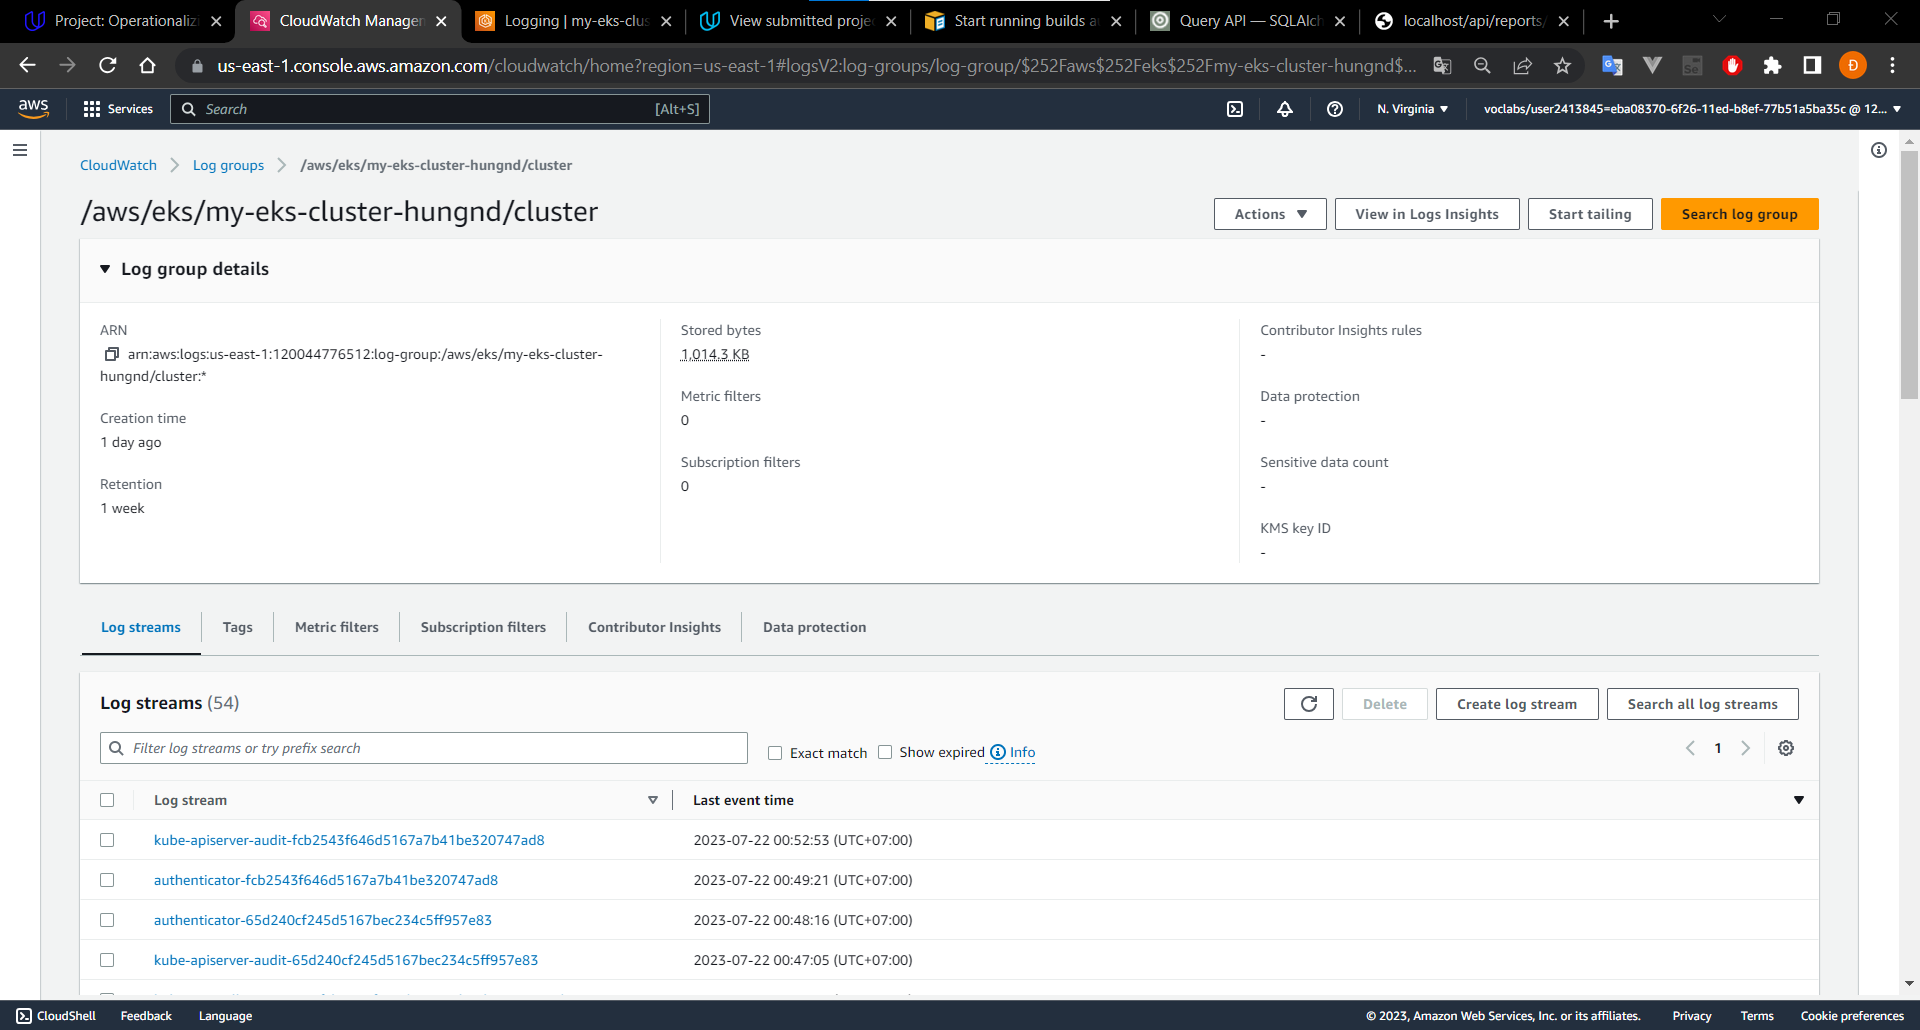 Project: Operationalizi
CloudWatch Managem
Logging | my-eks-clus
View submitted projec
Start running builds a
Query API — SQLAlch
localhost/api/reports/
us-east-1.console.aws.amazon.com/cloudwatch/home?region=us-east-1#logsV2:log-groups/log-group/$252Faws$252Feks$252Fmy-eks-cluster-hungnd$...
Đ
aws
Services
Search
[Alt+S]
N. Virginia
voclabs/user2413845=eba08370-6f26-11ed-b8ef-77b51a5ba35c @ 12...
CloudWatch
Log groups
/aws/eks/my-eks-cluster-hungnd/cluster
/aws/eks/my-eks-cluster-hungnd/cluster
Actions
View in Logs Insights
Start tailing
Search log group
Log group details
ARN
arn:aws:logs:us-east-1:120044776512:log-group:/aws/eks/my-eks-cluster-
hungnd/cluster:*
Creation time
1 day ago
Retention
1 week
Stored bytes
1,014.3 KB
Metric filters
0
Subscription filters
0
Contributor Insights rules
-
Data protection
-
Sensitive data count
-
KMS key ID
-
Log streams
Tags
Metric filters
Subscription filters
Contributor Insights
Data protection
Log streams (54)
Delete
Create log stream
Search all log streams
Filter log streams or try prefix search
Exact match
Show expired
Info
1
Log stream
Last event time
kube-apiserver-audit-fcb2543f646d5167a7b41be320747ad8
2023-07-22 00:52:53 (UTC+07:00)
authenticator-fcb2543f646d5167a7b41be320747ad8
2023-07-22 00:49:21 (UTC+07:00)
authenticator-65d240cf245d5167bec234c5ff957e83
2023-07-22 00:48:16 (UTC+07:00)
kube-apiserver-audit-65d240cf245d5167bec234c5ff957e83
2023-07-22 00:47:05 (UTC+07:00)
CloudShell
Feedback
Language
© 2023, Amazon Web Services, Inc. or its affiliates.
Privacy
Terms
Cookie preferences